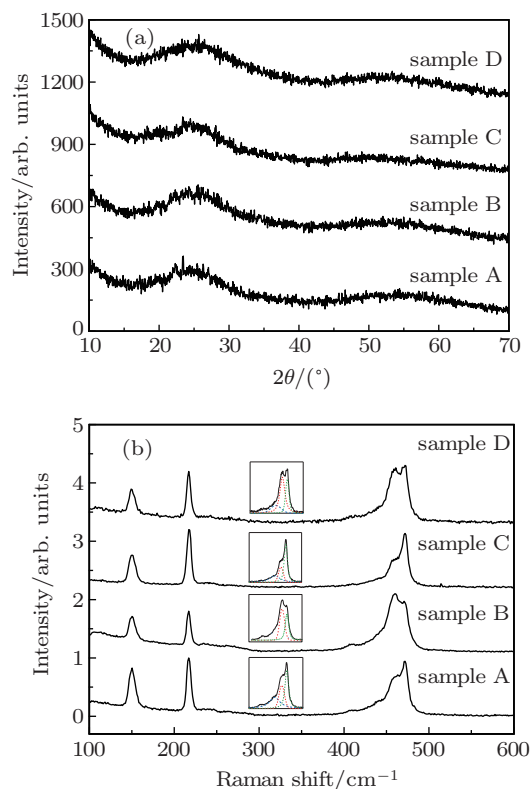 1500
(a)
sample D
1200
sample C
900
sample B
600
sample A
300
0
Intensity/arb. units
10 20 30 40 50 60 70
2θ/(°)
5
(b)
sample D
4
sample C
3
sample B
2
sample A
1
0
Intensity/arb. units
100 200 300 400 500 600
Raman shift/cm⁻¹